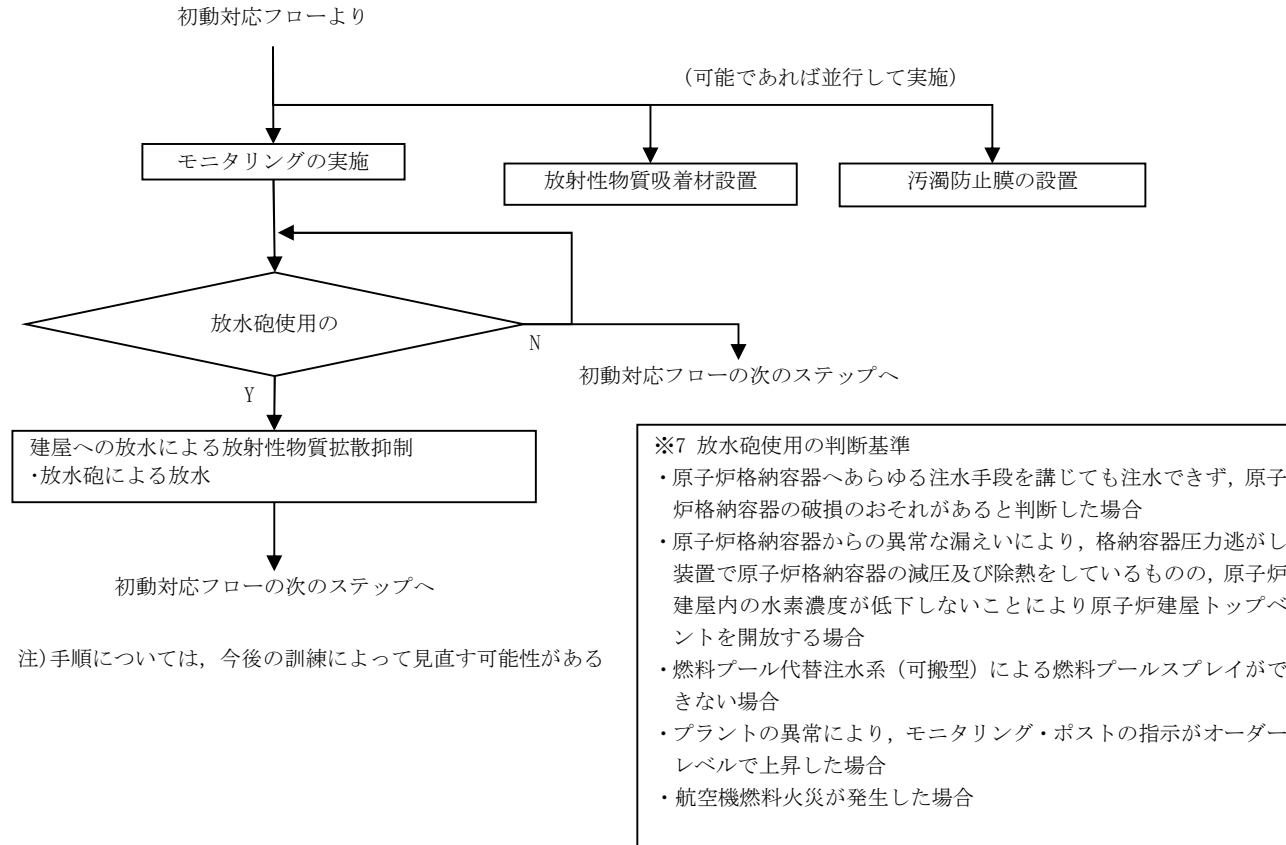 初動対応フローより
(可能であれば並行して実施)
モニタリングの実施
放射性物質吸着材設置
汚濁防止膜の設置
放水砲使用の
N
初動対応フローの次のステップへ
Y
建屋への放水による放射性物質拡散抑制
・放水砲による放水
初動対応フローの次のステップへ
注)手順については，今後の訓練によって見直す可能性がある
※7 放水砲使用の判断基準
・原子炉格納容器へあらゆる注水手段を講じても注水できず，原子
炉格納容器の破損のおそれがあると判断した場合
・原子炉格納容器からの異常な漏えいにより，格納容器圧力逃がし
装置で原子炉格納容器の減圧及び除熱をしているものの，原子炉
建屋内の水素濃度が低下しないことにより原子炉建屋トップベ
ントを開放する場合
・燃料プール代替注水系（可搬型）による燃料プールスプレイがで
きない場合
・プラントの異常により，モニタリング・ポストの指示がオーダー
レベルで上昇した場合
・航空機燃料火災が発生した場合